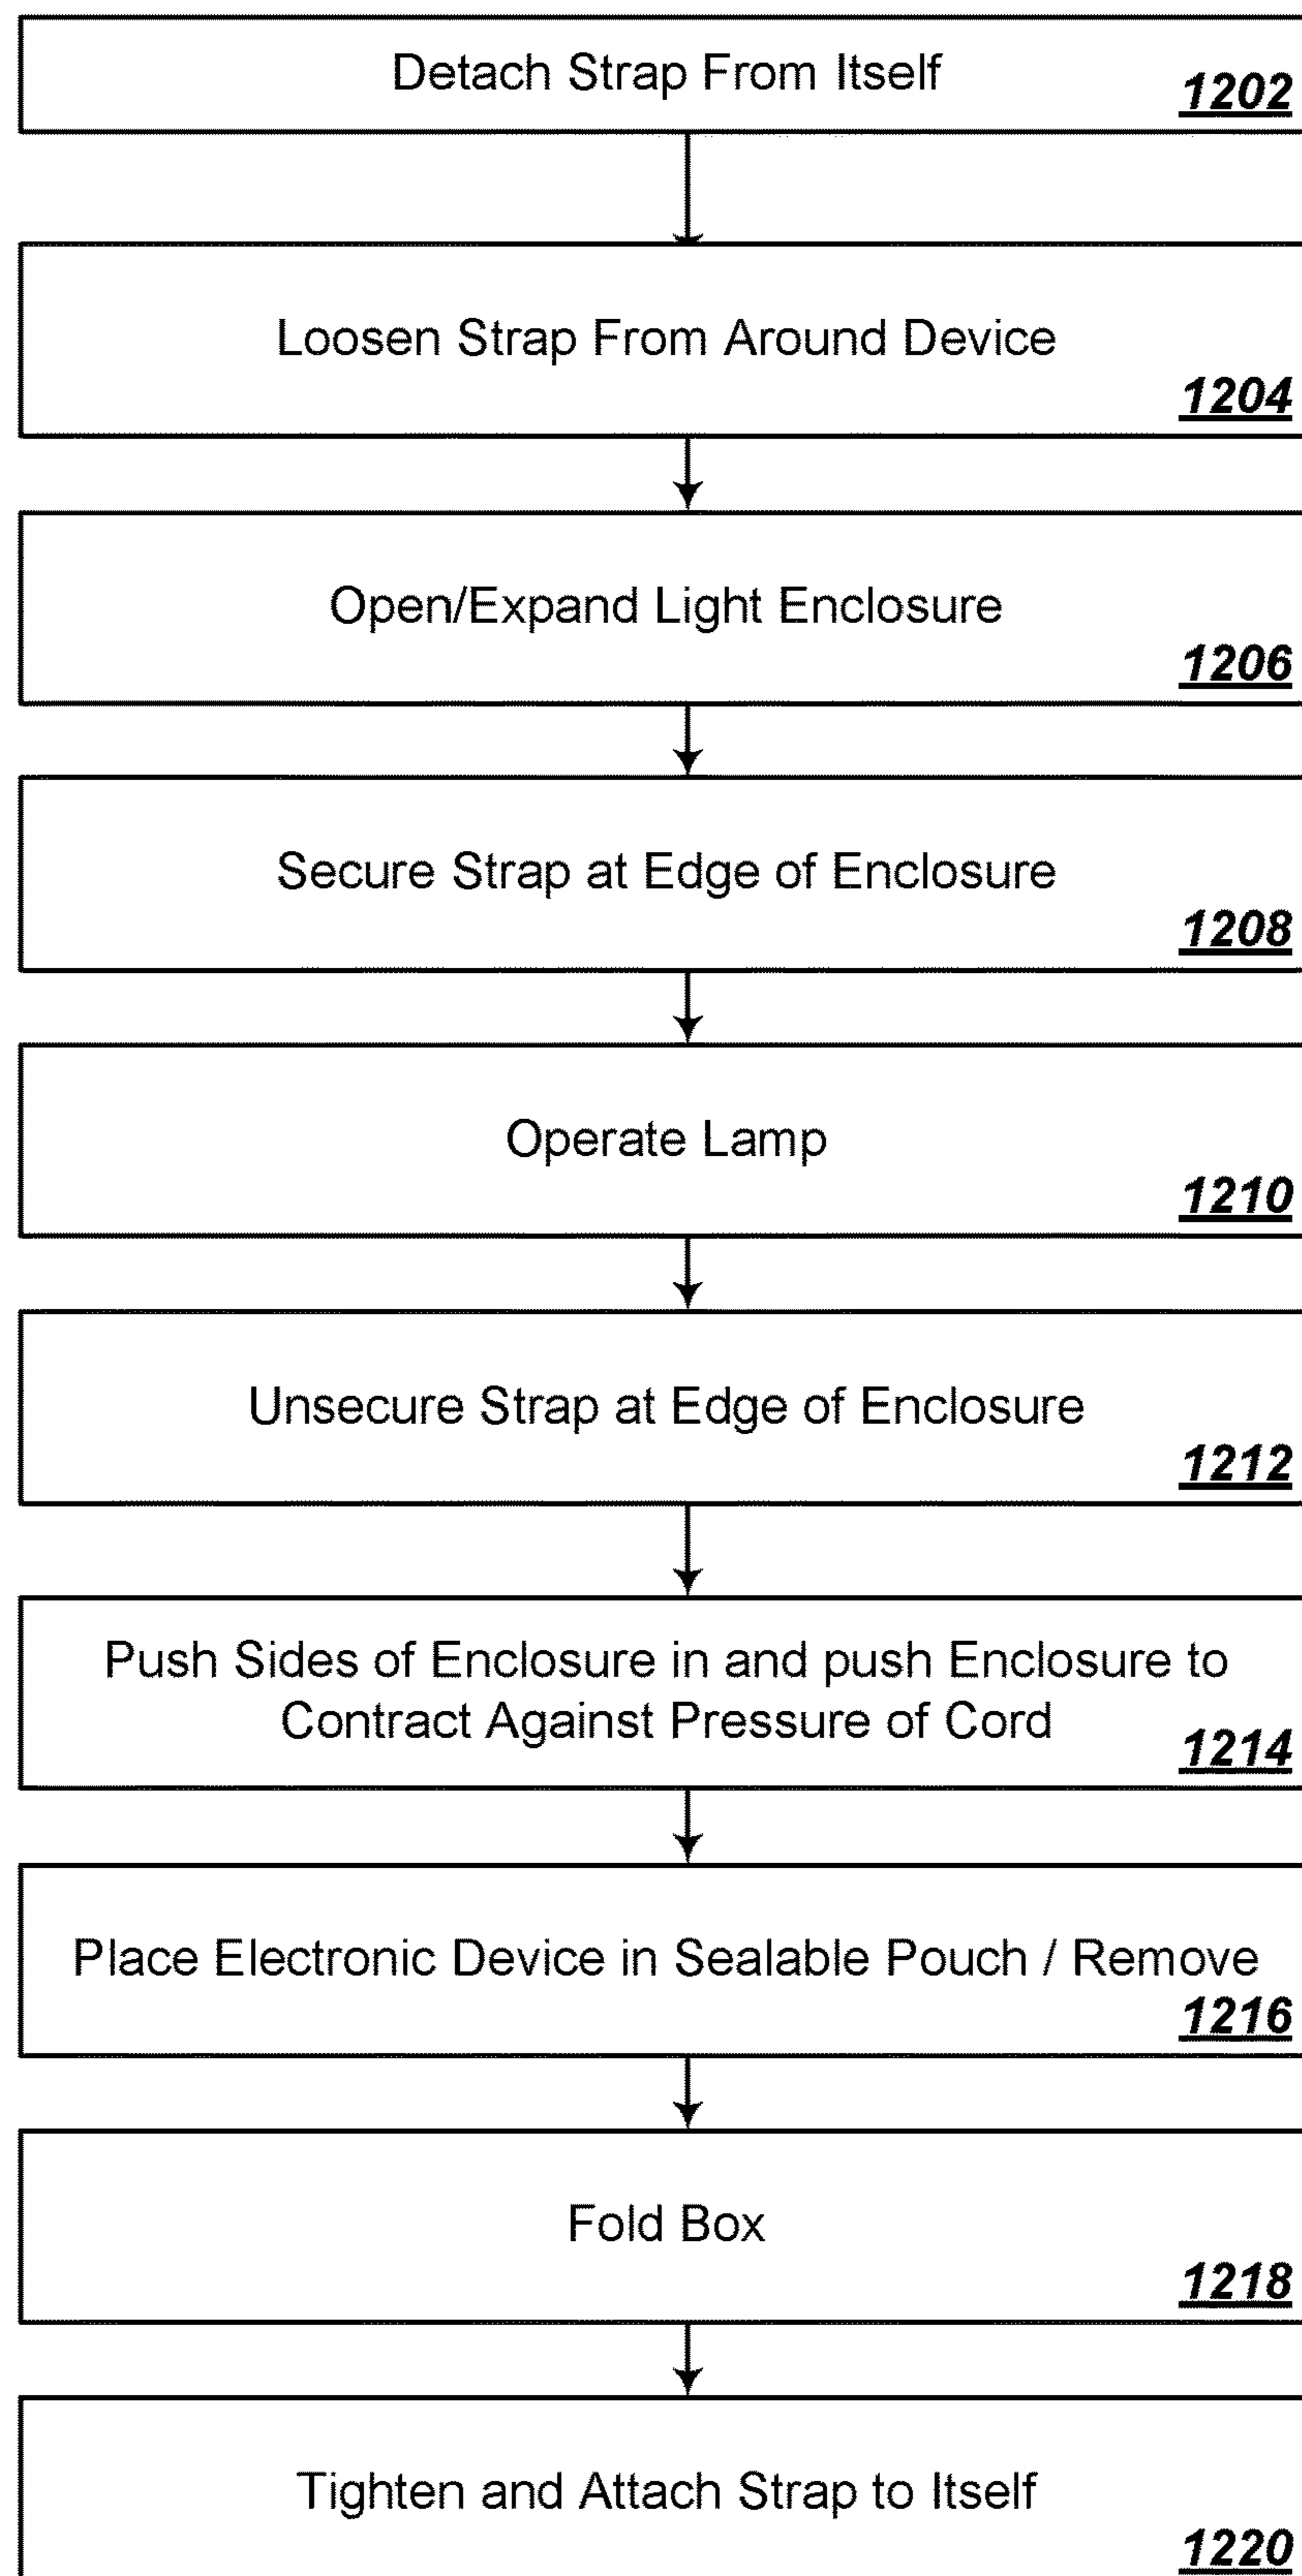 Detach Strap From Itself
1202
Loosen Strap From Around Device
1204
Open/Expand Light Enclosure
1206
Secure Strap at Edge of Enclosure
1208
Operate Lamp
1210
Unsecure Strap at Edge of Enclosure
1212
Push Sides of Enclosure in and push Enclosure to
Contract Against Pressure of Cord
1214
Place Electronic Device in Sealable Pouch / Remove
1216
Fold Box
1218
Tighten and Attach Strap to Itself
1220